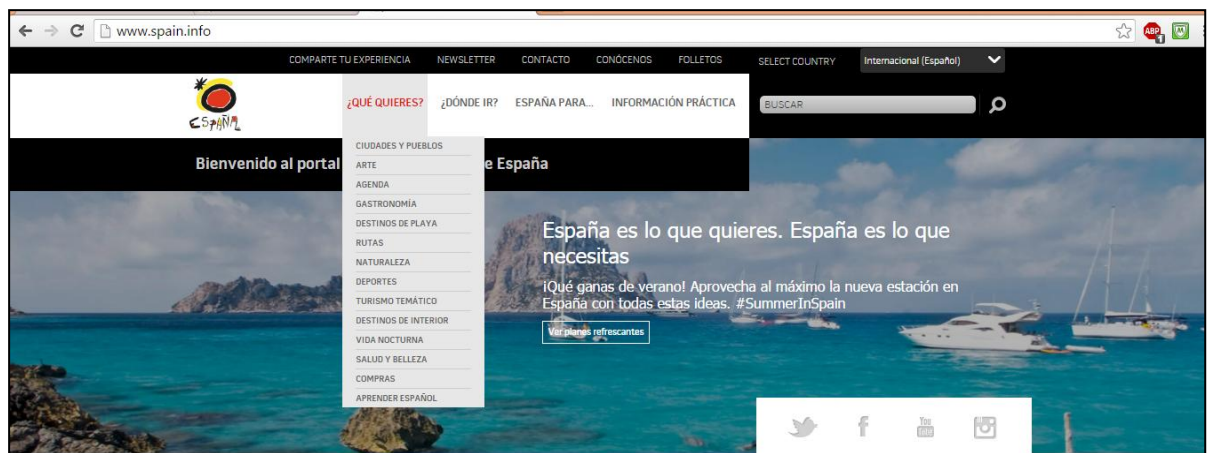 www.spain.info
ABP
1
COMPARTE TU EXPERIENCIA NEWSLETTER CONTACTO CONÓCENOS FOLLETOS SELECT COUNTRY Internacional (Español)
ESPAÑA
¿QUÉ QUIERES? ¿DÓNDE IR? ESPAÑA PARA... INFORMACIÓN PRÁCTICA BUSCAR
Bienvenido al portal e España
CIUDADES Y PUEBLOS
ARTE
AGENDA
GASTRONOMÍA
DESTINOS DE PLAYA
RUTAS
NATURALEZA
DEPORTES
TURISMO TEMÁTICO
DESTINOS DE INTERIOR
VIDA NOCTURNA
SALUD Y BELLEZA
COMPRAS
APRENDER ESPAÑOL
España es lo que quieres. España es lo que
necesitas
¡Qué ganas de verano! Aprovecha al máximo la nueva estación en
España con todas estas ideas. #SummerInSpain
Ver planes refrescantes
You
Tube